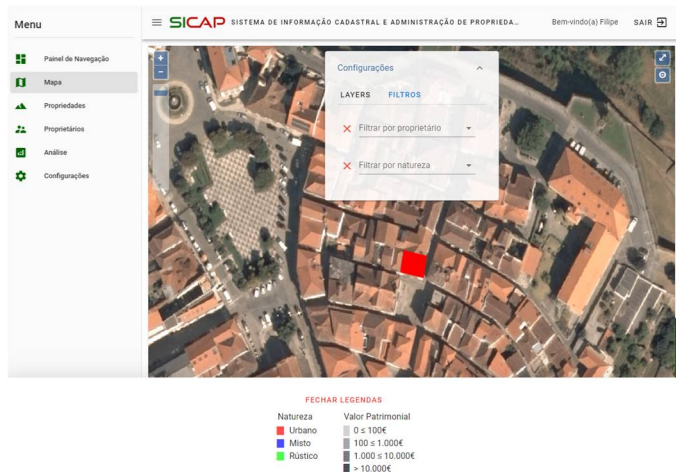 Menu
SICAP SISTEMA DE INFORMAÇÃO CADASTRAL E ADMINISTRAÇÃO DE PROPRIEDA...
Bem-vindo(a) Filipe
SAIR
Painel de Navegação
Mapa
Propriedades
Proprietários
Análise
Configurações
+
−
Configurações
LAYERS FILTROS
Filtrar por proprietário
Filtrar por natureza
FECHAR LEGENDAS
Natureza Valor Patrimonial
Urbano 0 ≤ 100€
Misto 100 ≤ 1.000€
Rústico 1.000 ≤ 10.000€
> 10.000€